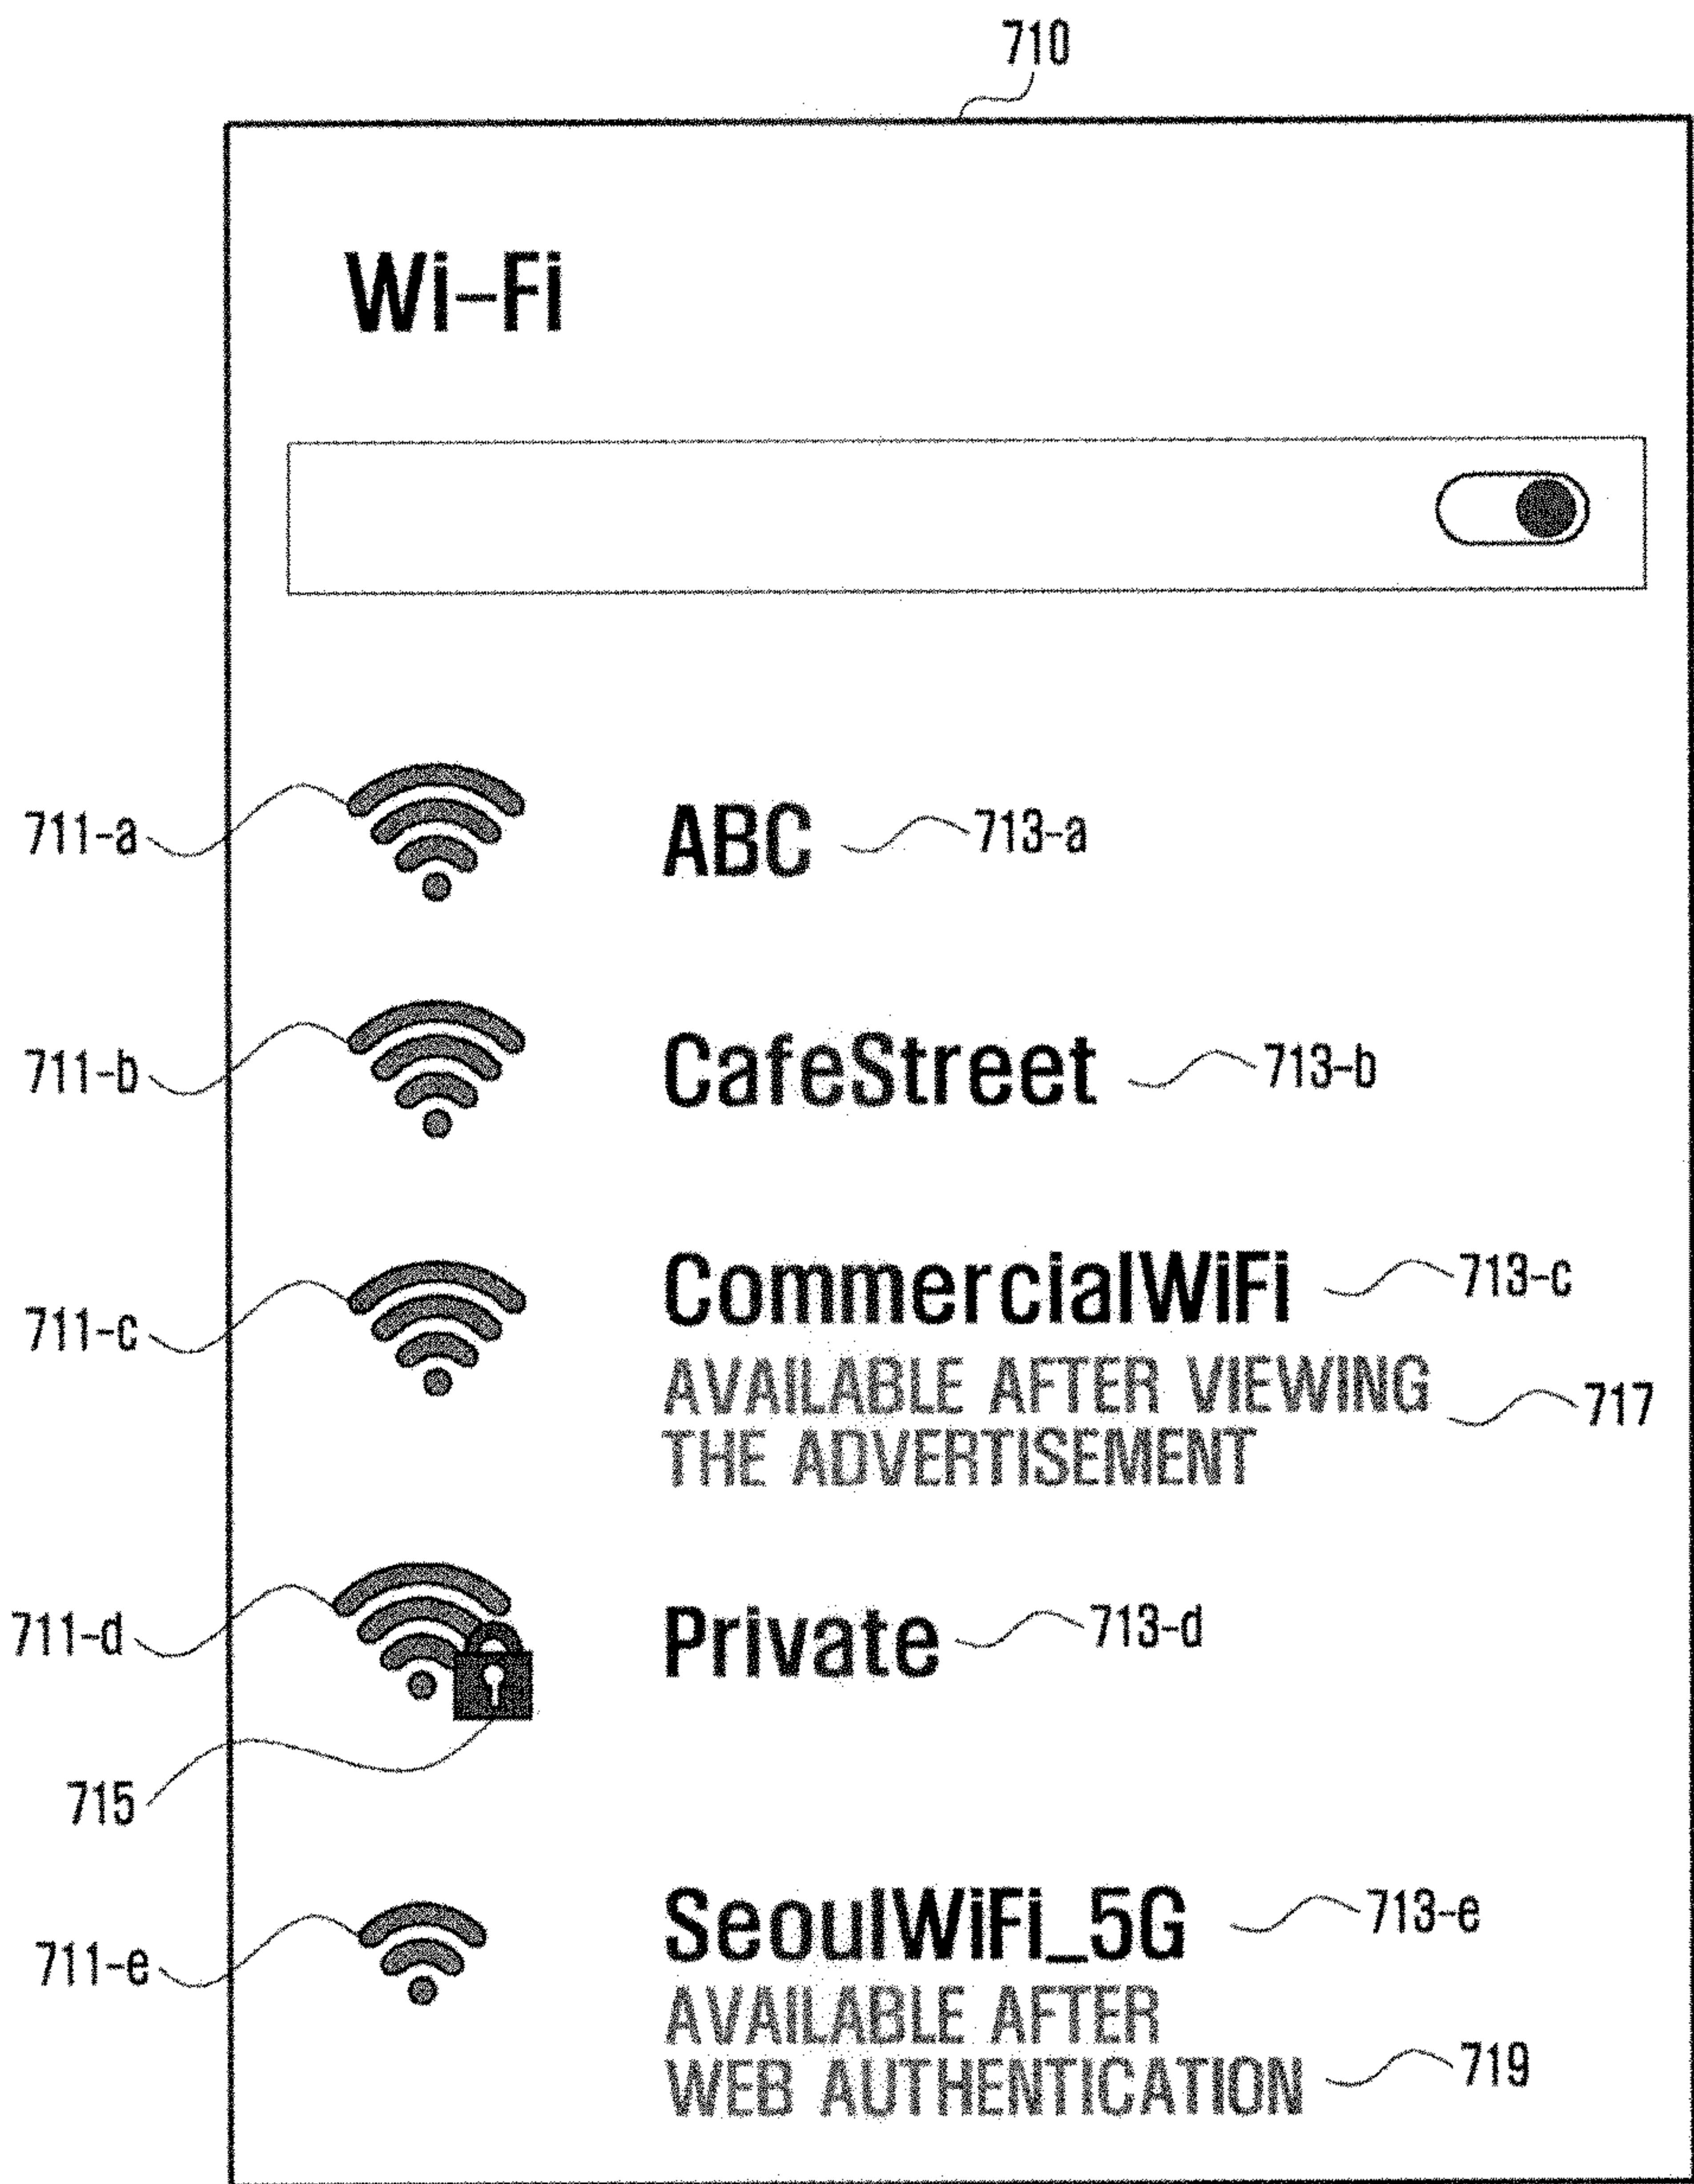 710
Wi-Fi
711-a ABC 713-a
711-b CafeStreet 713-b
711-c CommercialWiFi 713-c
AVAILABLE AFTER VIEWING
THE ADVERTISEMENT 717
711-d Private 713-d
715
711-e SeoulWiFi_5G 713-e
AVAILABLE AFTER
WEB AUTHENTICATION 719